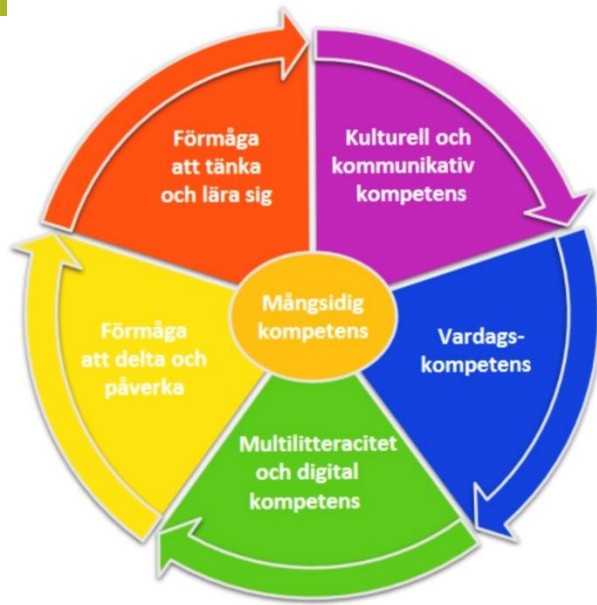 Förmåga
att tänka
och lära sig
Kulturell och
kommunikativ
kompetens
Mångsidig
kompetens
Vardags-
kompetens
Förmåga
att delta och
påverka
Multilitteracitet
och digital
kompetens